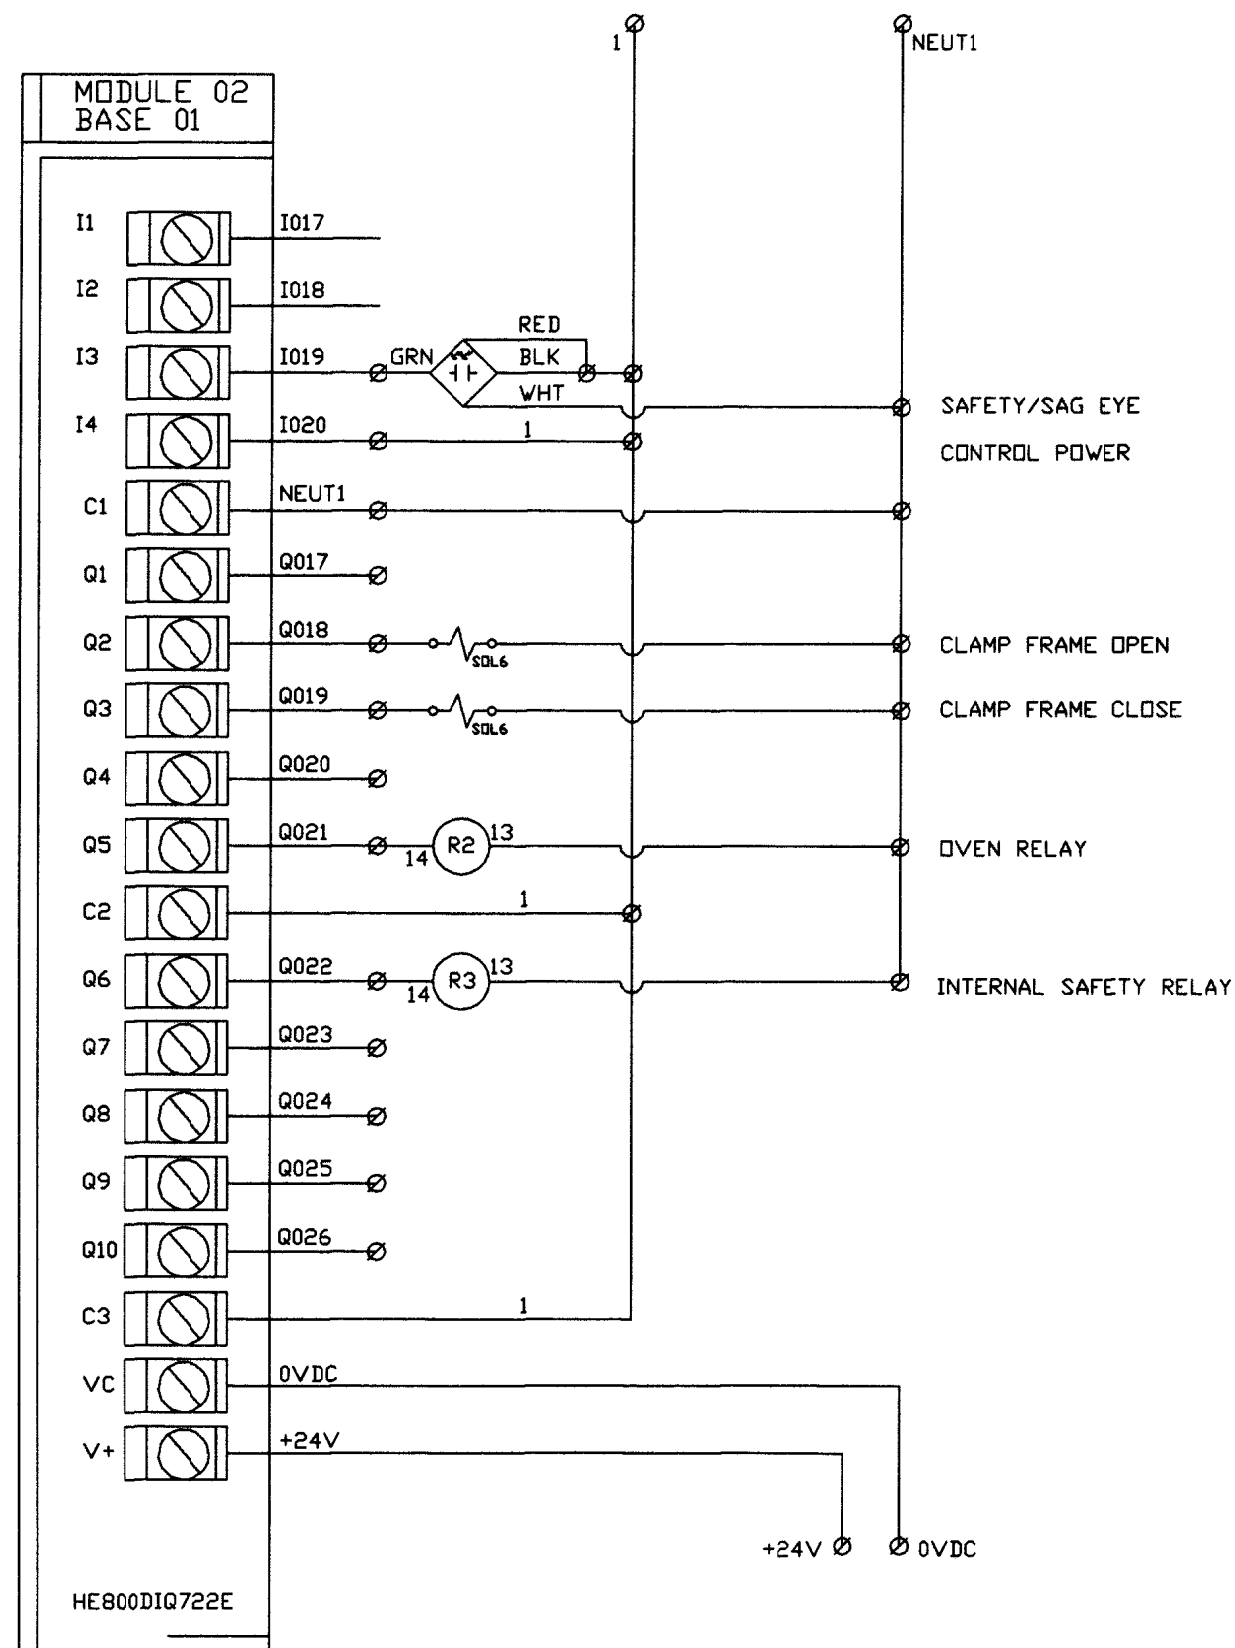 1
NEUT1
MODULE 02
BASE 01
I1 I017
I2 I018
RED
I3 I019 GRN BLK
WHT
SAFETY/SAG EYE
I4 I020 1
CONTROL POWER
C1 NEUT1
Q1 Q017
Q2 Q018 SOL6 CLAMP FRAME OPEN
Q3 Q019 SOL6 CLAMP FRAME CLOSE
Q4 Q020
Q5 Q021 14 R2 13 OVEN RELAY
C2 1
Q6 Q022 14 R3 13 INTERNAL SAFETY RELAY
Q7 Q023
Q8 Q024
Q9 Q025
Q10 Q026
C3 1
VC 0VDC
V+ +24V
+24V 0VDC
HE800DIQ722E